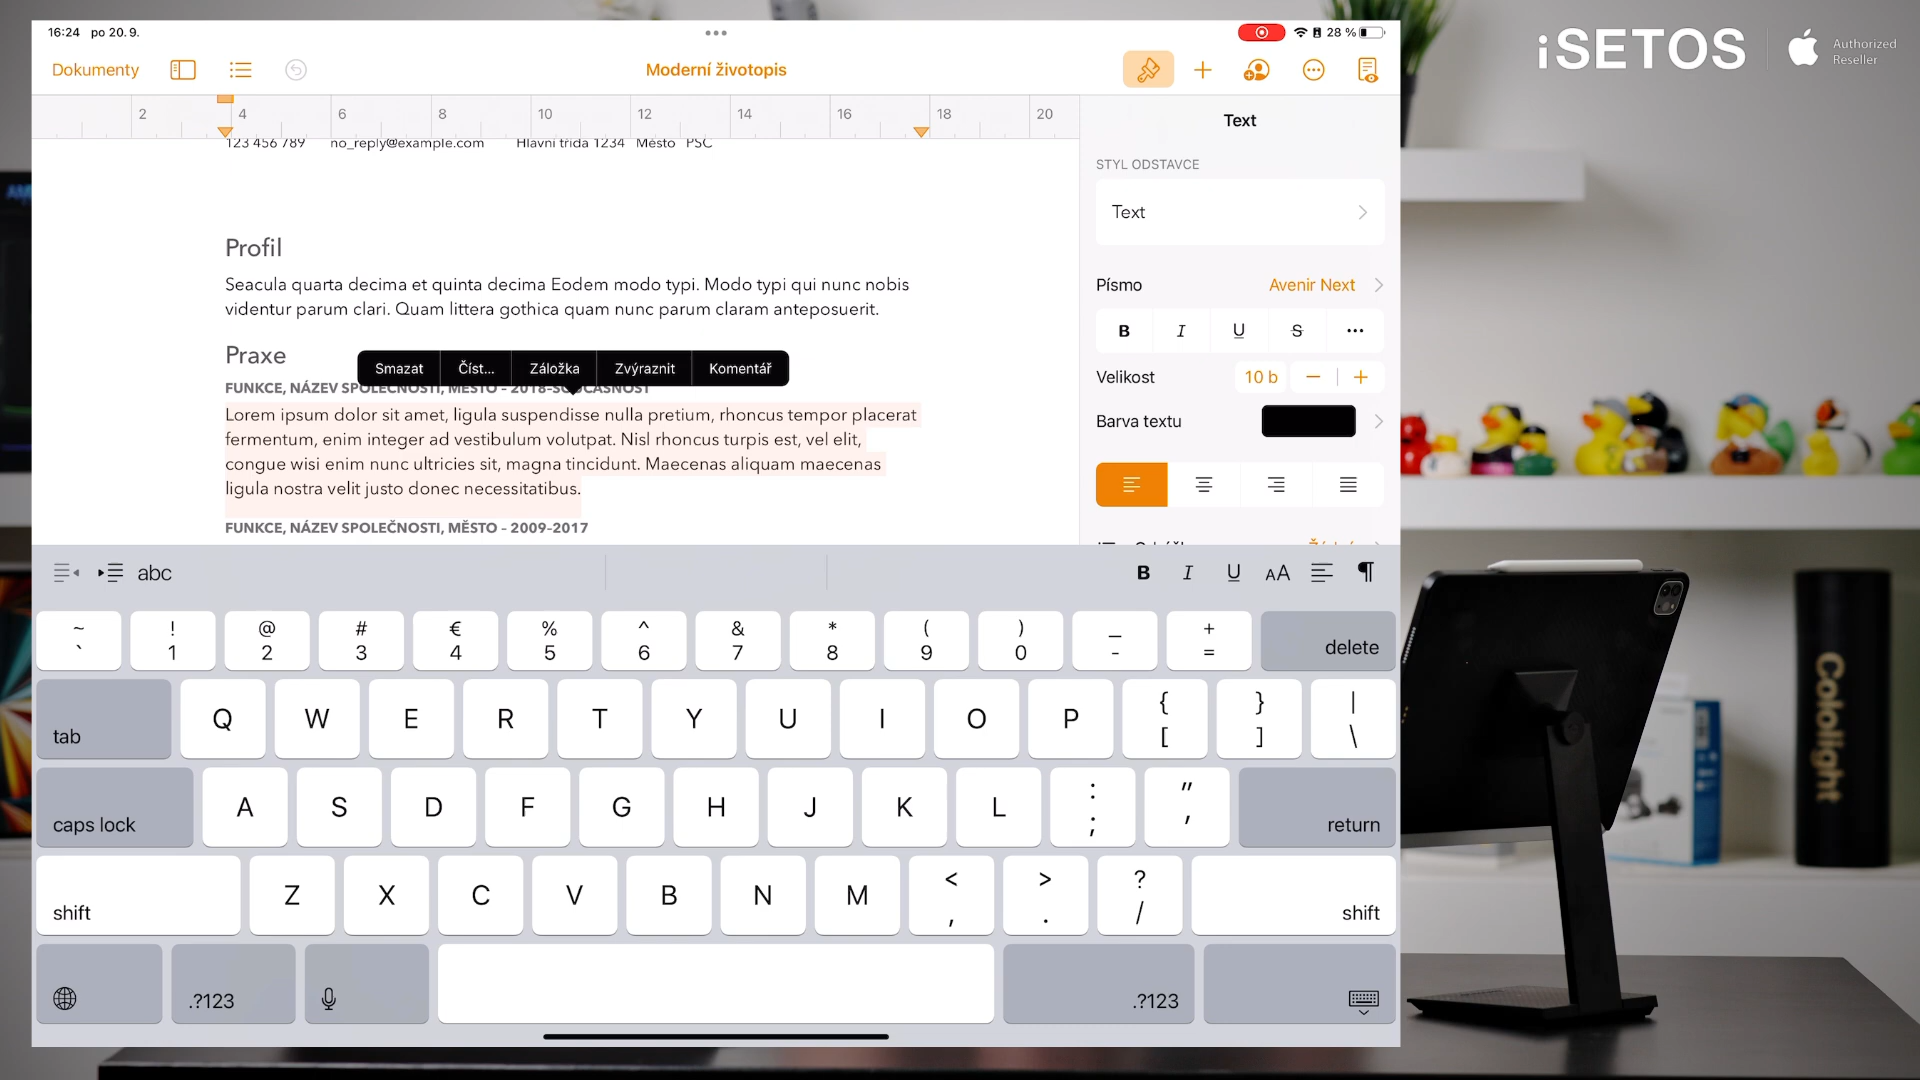 16:24 po 20. 9.
28 %
iSETOS
Authorized
Reseller
Dokumenty
Moderní životopis
2 4 6 8 10 12 14 16 18 20
Text
123 456 789 no_reply@example.com Hlavní třída 1234 Město PSČ
STYL ODSTAVCE
Text
Profil
Seacula quarta decima et quinta decima Eodem modo typi. Modo typi qui nunc nobis
videntur parum clari. Quam littera gothica quam nunc parum claram anteposuerit.
Písmo Avenir Next
B I U S
Praxe
Smazat Číst... Záložka Zvýraznit Komentář
Velikost 10 b
FUNKCE, NÁZEV SPOLEČNOSTI, MĚSTO – 2018-SOUČASNOST
Lorem ipsum dolor sit amet, ligula suspendisse nulla pretium, rhoncus tempor placerat
fermentum, enim integer ad vestibulum volutpat. Nisl rhoncus turpis est, vel elit,
congue wisi enim nunc ultricies sit, magna tincidunt. Maecenas aliquam maecenas
ligula nostra velit justo donec necessitatibus.
Barva textu
FUNKCE, NÁZEV SPOLEČNOSTI, MĚSTO – 2009–2017
abc
B I U AA ¶
~ ! @ # € % ^ & * ( ) _ +
` 1 2 3 4 5 6 7 8 9 0 - = delete
tab Q W E R T Y U I O P { [ } ] | \
caps lock A S D F G H J K L : ; " ' return
shift Z X C V B N M < , > . ? / shift
.?123 .?123
Cololight